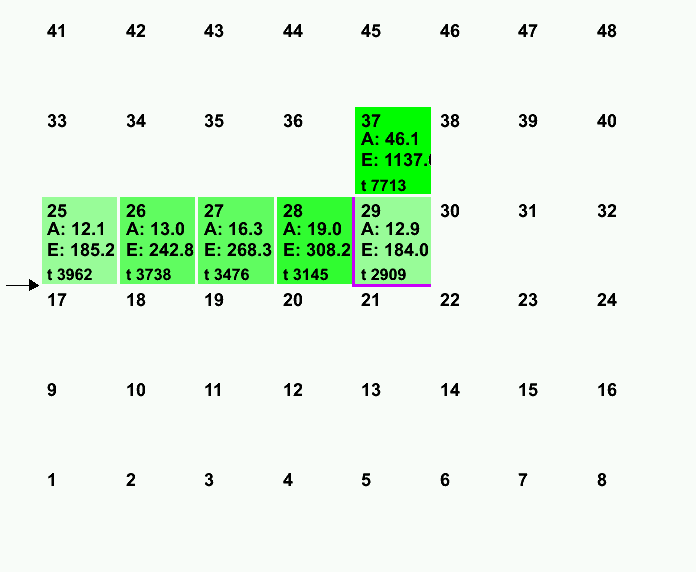 41 42 43 44 45 46 47 48
33 34 35 36 37 38 39 40
A: 46.1
E: 1137.
t 7713
25 26 27 28 29 30 31 32
A: 12.1 A: 13.0 A: 16.3 A: 19.0 A: 12.9
E: 185.2 E: 242.8 E: 268.3 E: 308.2 E: 184.0
t 3962 t 3738 t 3476 t 3145 t 2909
17 18 19 20 21 22 23 24
9 10 11 12 13 14 15 16
1 2 3 4 5 6 7 8